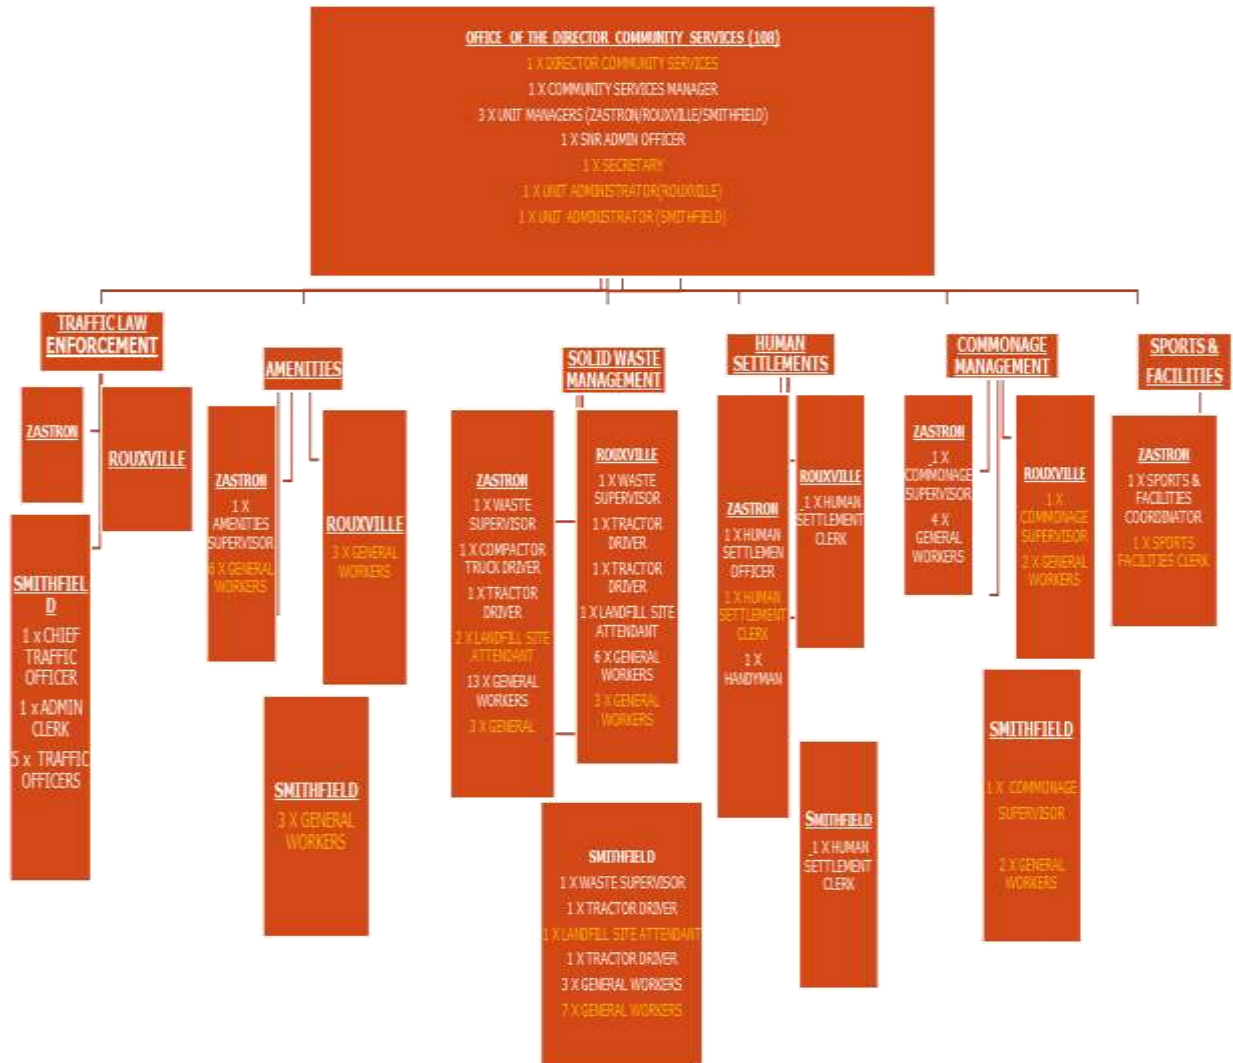 OFFICE OF THE DIRECTOR COMMUNITY SERVICES (108)
1 X DIRECTOR COMMUNITY SERVICES
1 X COMMUNITY SERVICES MANAGER
3 X UNIT MANAGERS (ZASTRON/ROUXVILLE/SMITHFIELD)
1 X SNR ADMIN OFFICER
1 X SECRETARY
1 X UNIT ADMINISTRATOR(ROUXVILLE)
1 X UNIT ADMINISTRATOR (SMITHFIELD)
TRAFFIC LAW
ENFORCEMENT
ZASTRON
ROUXVILLE
SMITHFIEL
D
1 x CHIEF
TRAFFIC
OFFICER
1 x ADMIN
CLERK
5 x TRAFFIC
OFFICERS
AMENITIES
ZASTRON
1 X
AMENITIES
SUPERVISOR
6 X GENERAL
WORKERS
ROUXVILLE
3 X GENERAL
WORKERS
SMITHFIELD
3 X GENERAL
WORKERS
SOLID WASTE
MANAGEMENT
ZASTRON
1 X WASTE
SUPERVISOR
1 X COMPACTOR
TRUCK DRIVER
1 X TRACTOR
DRIVER
2 X LANDFILL SITE
ATTENDANT
13 X GENERAL
WORKERS
3 X GENERAL
ROUXVILLE
1 X WASTE
SUPERVISOR
1 X TRACTOR
DRIVER
1 X TRACTOR
DRIVER
1 X LANDFILL SITE
ATTENDANT
6 X GENERAL
WORKERS
3 X GENERAL
WORKERS
SMITHFIELD
1 X WASTE SUPERVISOR
1 X TRACTOR DRIVER
1 X LANDFILL SITE ATTENDANT
1 X TRACTOR DRIVER
3 X GENERAL WORKERS
7 X GENERAL WORKERS
HUMAN
SETTLEMENTS
ZASTRON
1 X HUMAN
SETTLEMEN
OFFICER
1 X HUMAN
SETTLEMENT
CLERK
1 X
HANDYMAN
ROUXVILLE
1 X HUMAN
SETTLEMENT
CLERK
SMITHFIELD
1 X HUMAN
SETTLEMENT
CLERK
COMMONAGE
MANAGEMENT
ZASTRON
1 X
COMMONAGE
SUPERVISOR
4 X
GENERAL
WORKERS
ROUXVILLE
1 X
COMMONAGE
SUPERVISOR
2 X GENERAL
WORKERS
SMITHFIELD
1 X COMMONAGE
SUPERVISOR
2 X GENERAL
WORKERS
SPORTS &
FACILITIES
ZASTRON
1 X SPORTS &
FACILITIES
COORDINATOR
1 X SPORTS
FACILITIES CLERK